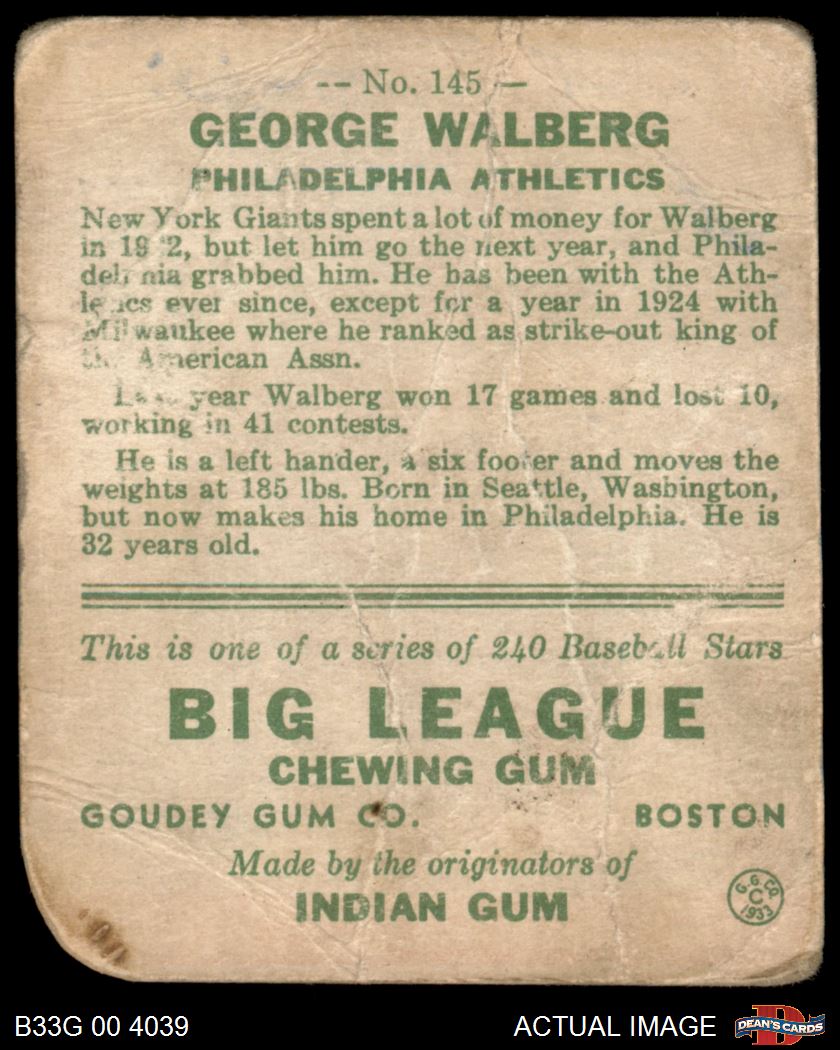 -- No. 145 —
GEORGE WALBERG
PHILADELPHIA ATHLETICS
New York Giants spent a lot of money for Walberg
in but let him go the next year, and Phila-
grabbed him. He has been with the Ath-
ever since, except for a year in 1924 with
Milwaukee where he ranked as strike-out king of
American Assn.
year Walberg won 17 games and lost 10,
working in 41 contests.
He is a left hander, a six footer and moves the
weights at 185 lbs. Born in Seattle, Washington,
but now makes his home in Philadelphia. He is
32 years old.
This is one of a series of 240 Baseball Stars
BIG LEAGUE
CHEWING GUM
GOUDEY GUM CO. BOSTON
Made by the originators of
INDIAN GUM
G. G. CO.
C
1933
B33G 00 4039 ACTUAL IMAGE
D
DEAN'S CARDS